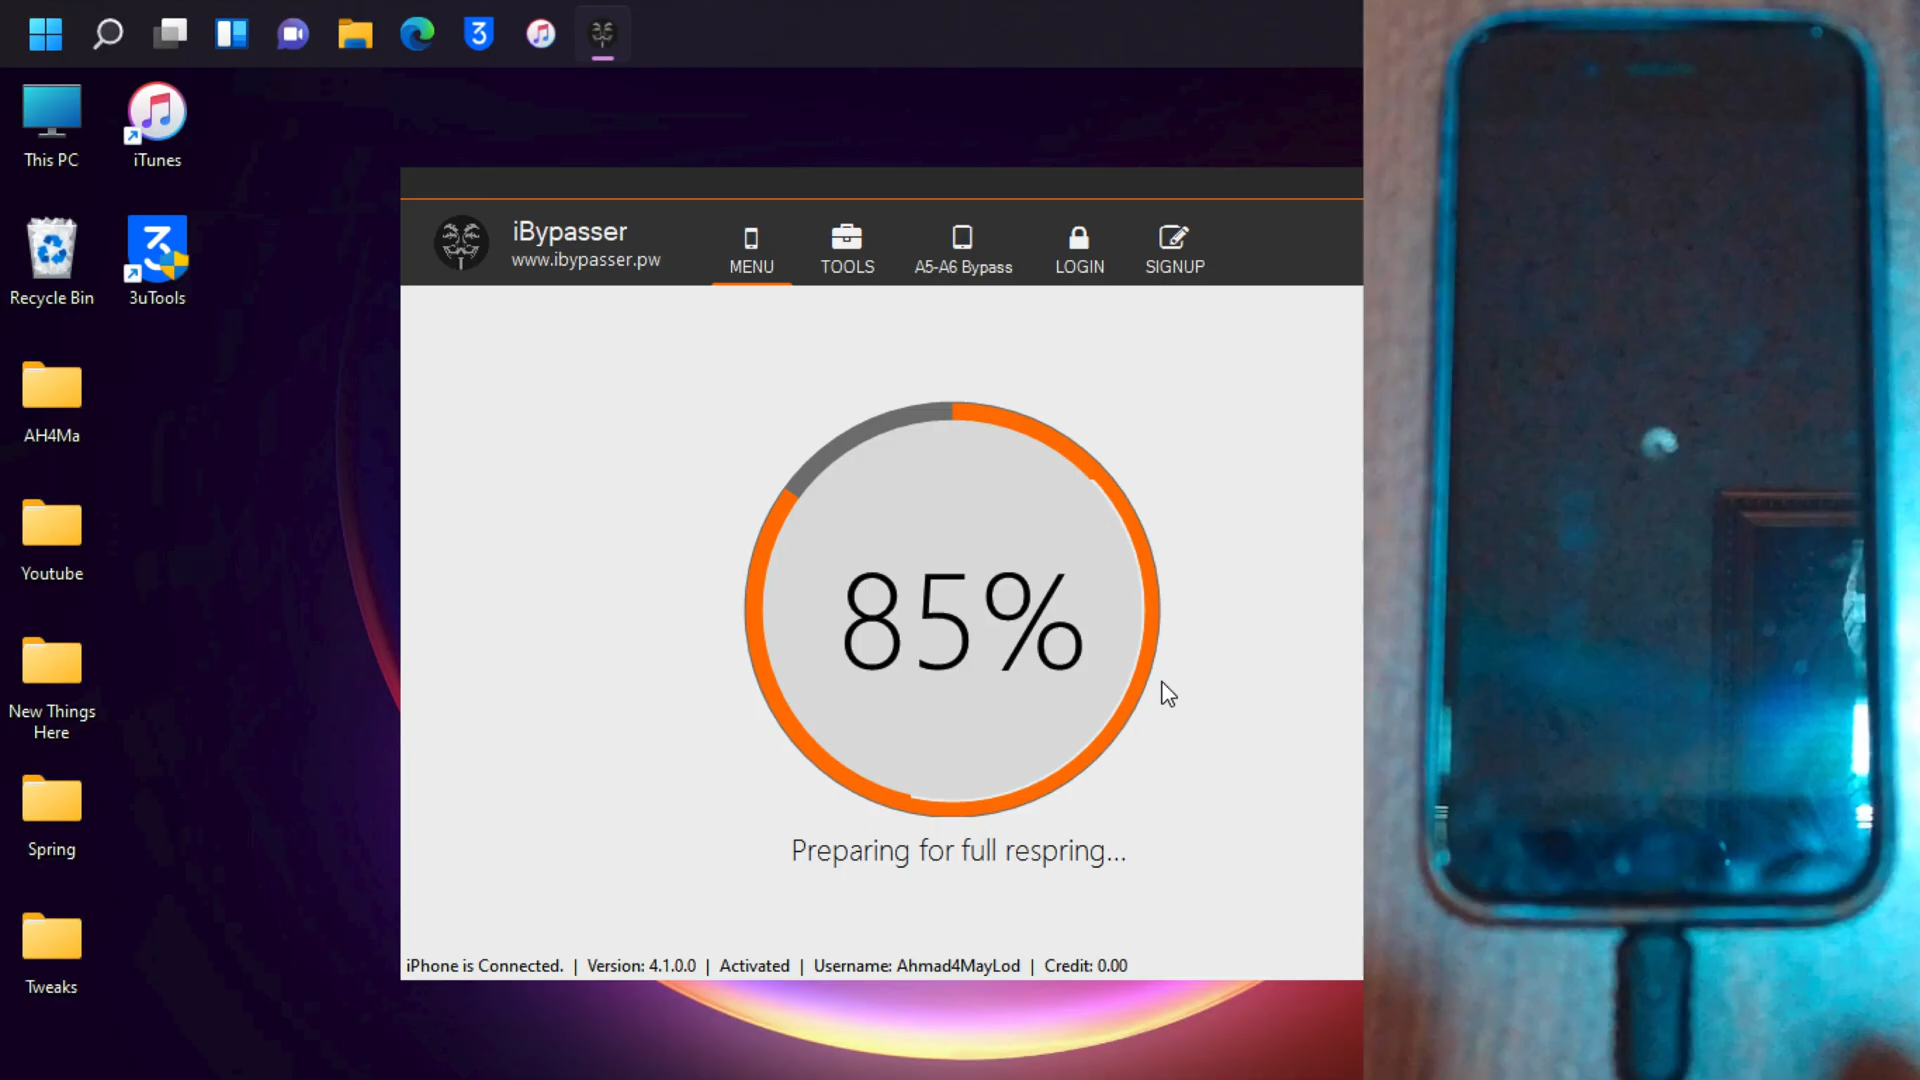 This PC
iTunes
Recycle Bin
3
3uTools
AH4Ma
Youtube
New Things
Here
Spring
Tweaks
3
iBypasser
www.ibypasser.pw
MENU
TOOLS
A5-A6 Bypass
LOGIN
SIGNUP
85%
Preparing for full respring...
iPhone is Connected. | Version: 4.1.0.0 | Activated | Username: Ahmad4MayLod | Credit: 0.00